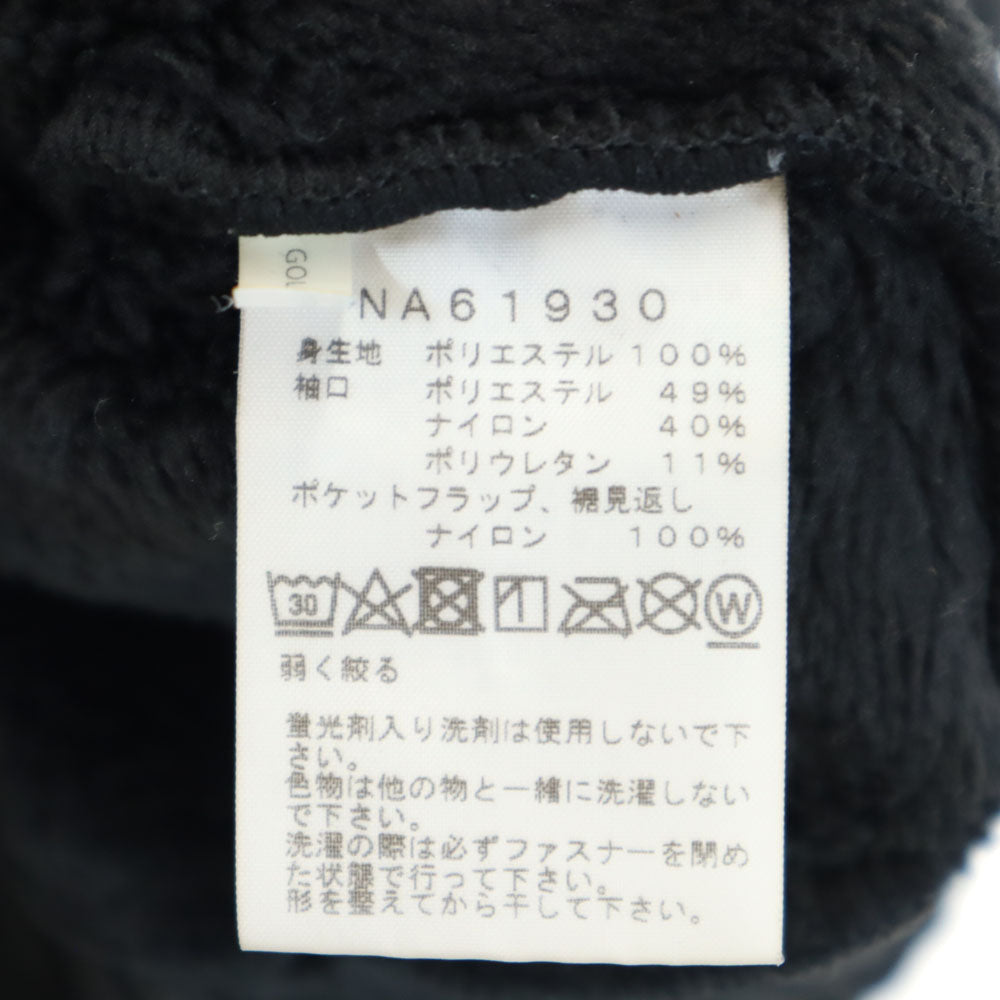 GOL
NA61930
身生地 ポリエステル 100%
袖口 ポリエステル 49%
ナイロン 40%
ポリウレタン 11%
ポケットフラップ、裾見返し
ナイロン 100%
30 W
弱く絞る
蛍光剤入り洗剤は使用しないで下
さい。
色物は他の物と一緒に洗濯しない
で下さい。
洗濯の際は必ずファスナーを閉め
た状態で行って下さい。
形を整えてから干して下さい。